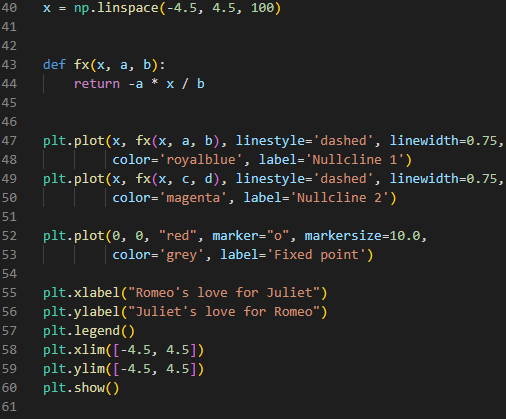 40 x = np.linspace(-4.5, 4.5, 100)
41
42
43 def fx(x, a, b):
44     return -a * x / b
45
46
47 plt.plot(x, fx(x, a, b), linestyle='dashed', linewidth=0.75,
48          color='royalblue', label='Nullcline 1')
49 plt.plot(x, fx(x, c, d), linestyle='dashed', linewidth=0.75,
50          color='magenta', label='Nullcline 2')
51
52 plt.plot(0, 0, "red", marker="o", markersize=10.0,
53          color='grey', label='Fixed point')
54
55 plt.xlabel("Romeo's love for Juliet")
56 plt.ylabel("Juliet's love for Romeo")
57 plt.legend()
58 plt.xlim([-4.5, 4.5])
59 plt.ylim([-4.5, 4.5])
60 plt.show()
61